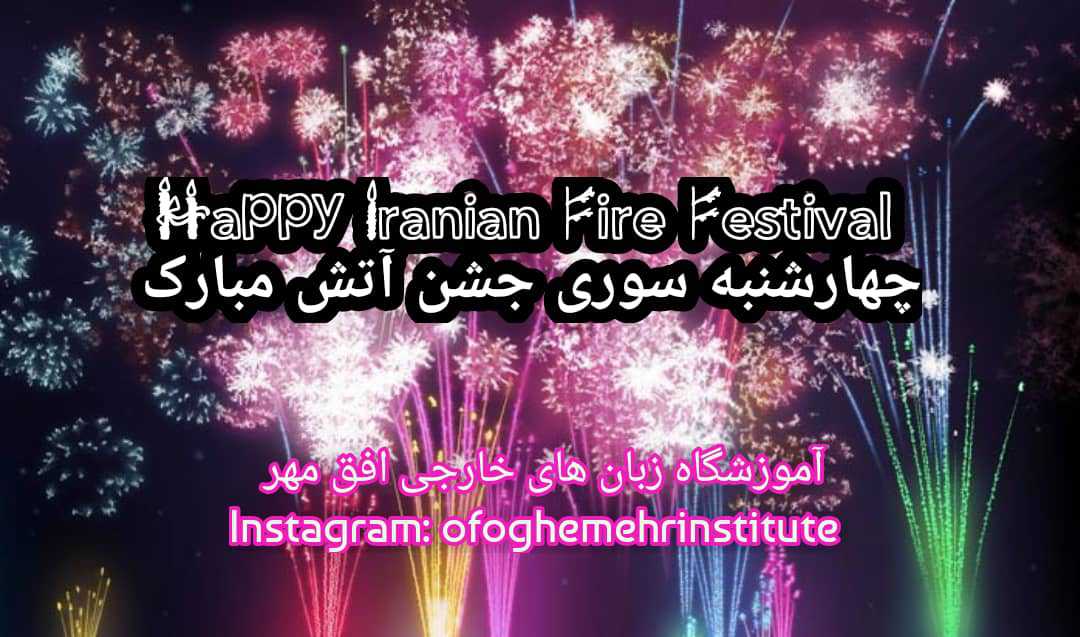 Happy Iranian Fire Festival
چهارشنبه سوری جشن آتش مبارک
آموزشگاه زبان های خارجی افق مهر
Instagram: ofoghemehrinstitute